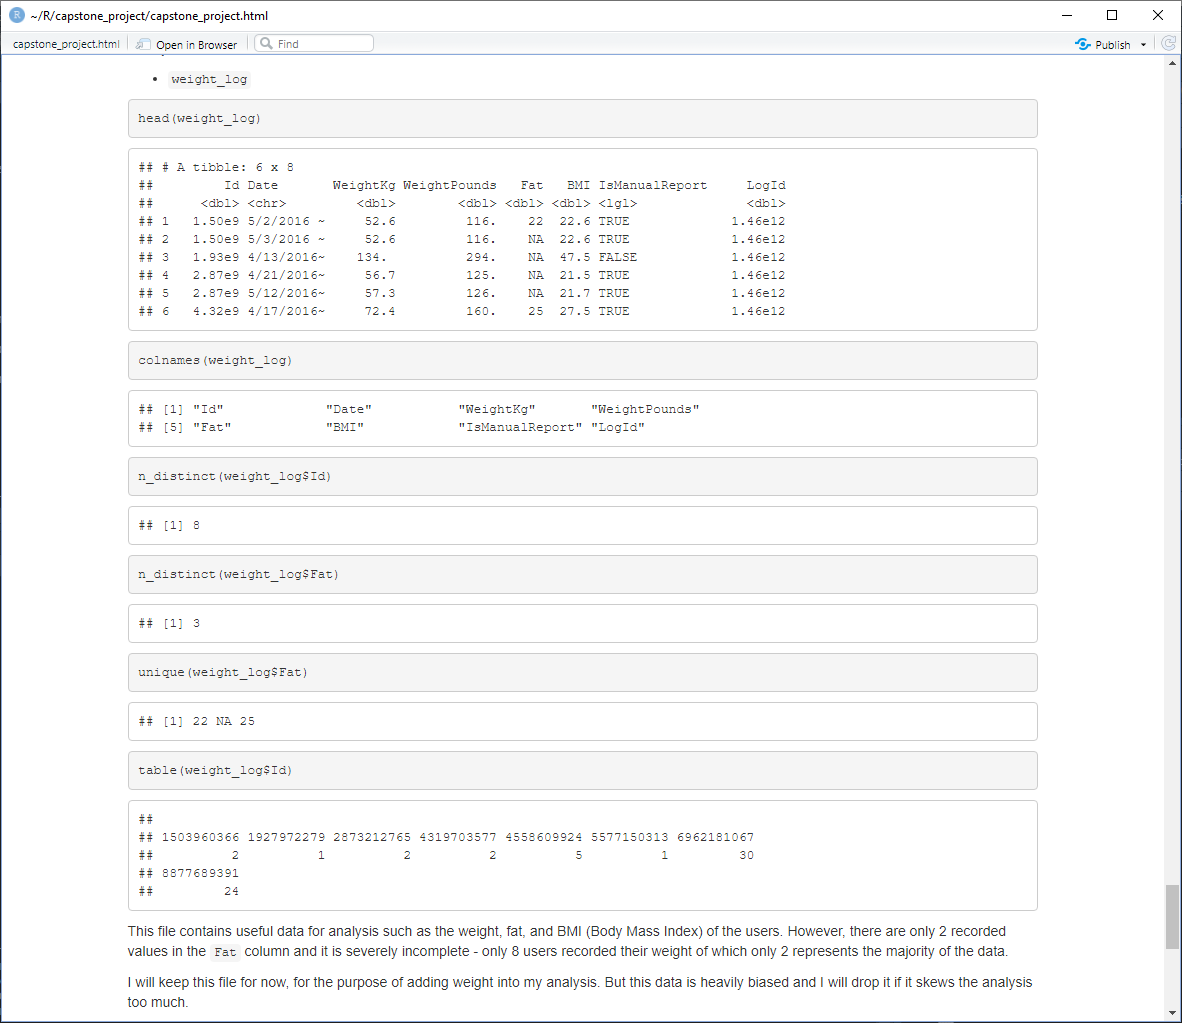 ~/R/capstone_project/capstone_project.html
capstone_project.html Open in Browser Find Publish
• weight_log
head(weight_log)
## # A tibble: 6 x 8
##         Id Date       WeightKg WeightPounds   Fat   BMI IsManualReport     LogId
##      <dbl> <chr>         <dbl>        <dbl> <dbl> <dbl> <lgl>              <dbl>
## 1   1.50e9 5/2/2016 ~     52.6         116.    22  22.6 TRUE             1.46e12
## 2   1.50e9 5/3/2016 ~     52.6         116.    NA  22.6 TRUE             1.46e12
## 3   1.93e9 4/13/2016~    134.          294.    NA  47.5 FALSE            1.46e12
## 4   2.87e9 4/21/2016~     56.7         125.    NA  21.5 TRUE             1.46e12
## 5   2.87e9 5/12/2016~     57.3         126.    NA  21.7 TRUE             1.46e12
## 6   4.32e9 4/17/2016~     72.4         160.    25  27.5 TRUE             1.46e12
colnames(weight_log)
## [1] "Id"             "Date"           "WeightKg"       "WeightPounds"
## [5] "Fat"            "BMI"            "IsManualReport" "LogId"
n_distinct(weight_log$Id)
## [1] 8
n_distinct(weight_log$Fat)
## [1] 3
unique(weight_log$Fat)
## [1] 22 NA 25
table(weight_log$Id)
##
## 1503960366 1927972279 2873212765 4319703577 4558609924 5577150313 6962181067
##          2          1          2          2          5          1         30
## 8877689391
##         24
This file contains useful data for analysis such as the weight, fat, and BMI (Body Mass Index) of the users. However, there are only 2 recorded
values in the Fat column and it is severely incomplete - only 8 users recorded their weight of which only 2 represents the majority of the data.
I will keep this file for now, for the purpose of adding weight into my analysis. But this data is heavily biased and I will drop it if it skews the analysis
too much.